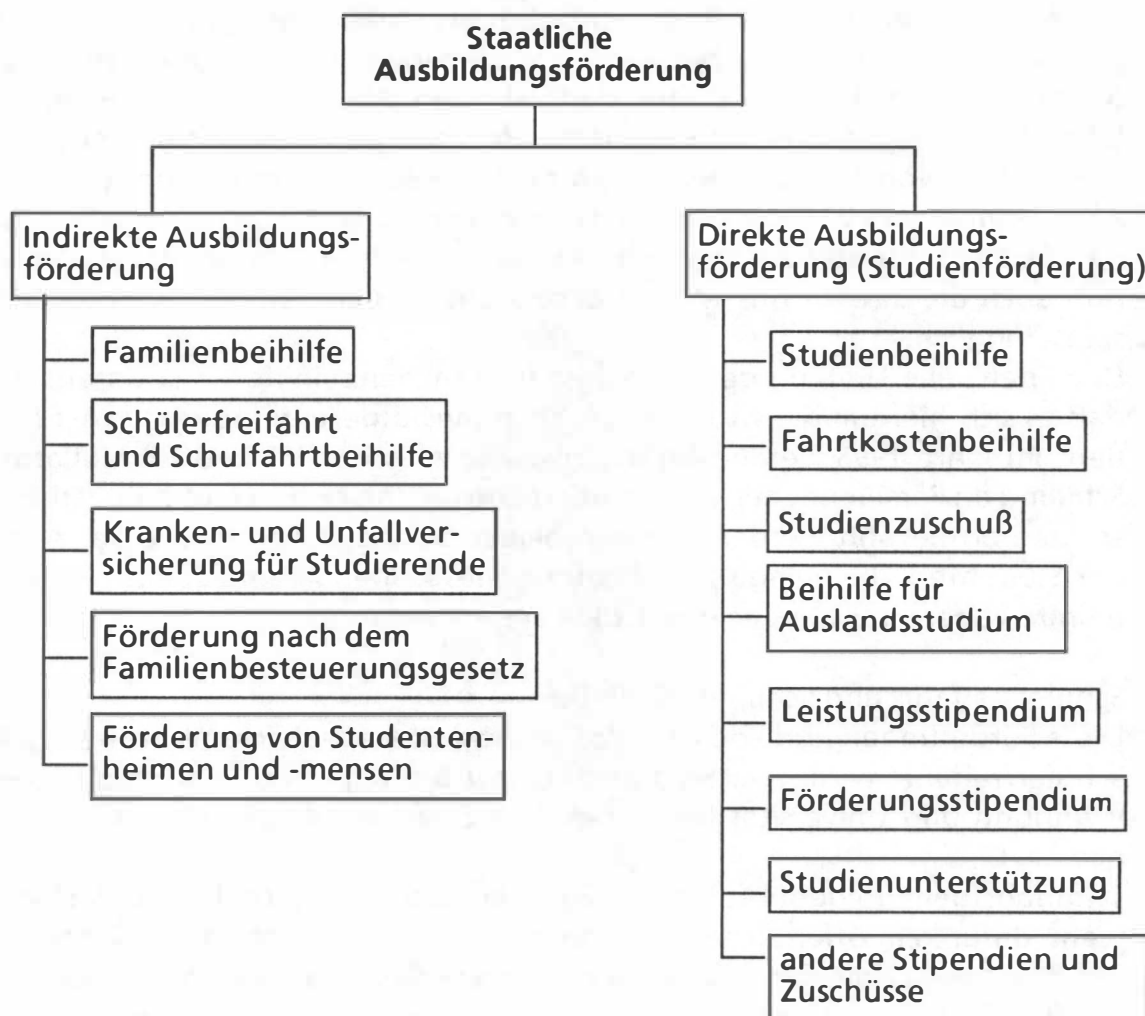 Staatliche
Ausbildungsförderung
Indirekte Ausbildungs-
förderung
Familienbeihilfe
Schülerfreifahrt
und Schulfahrtbeihilfe
Kranken- und Unfallver-
sicherung für Studierende
Förderung nach dem
Familienbesteuerungsgesetz
Förderung von Studenten-
heimen und -mensen
Direkte Ausbildungs-
förderung (Studienförderung)
Studienbeihilfe
Fahrtkostenbeihilfe
Studienzuschuß
Beihilfe für
Auslandsstudium
Leistungsstipendium
Förderungsstipendium
Studienunterstützung
andere Stipendien und
Zuschüsse